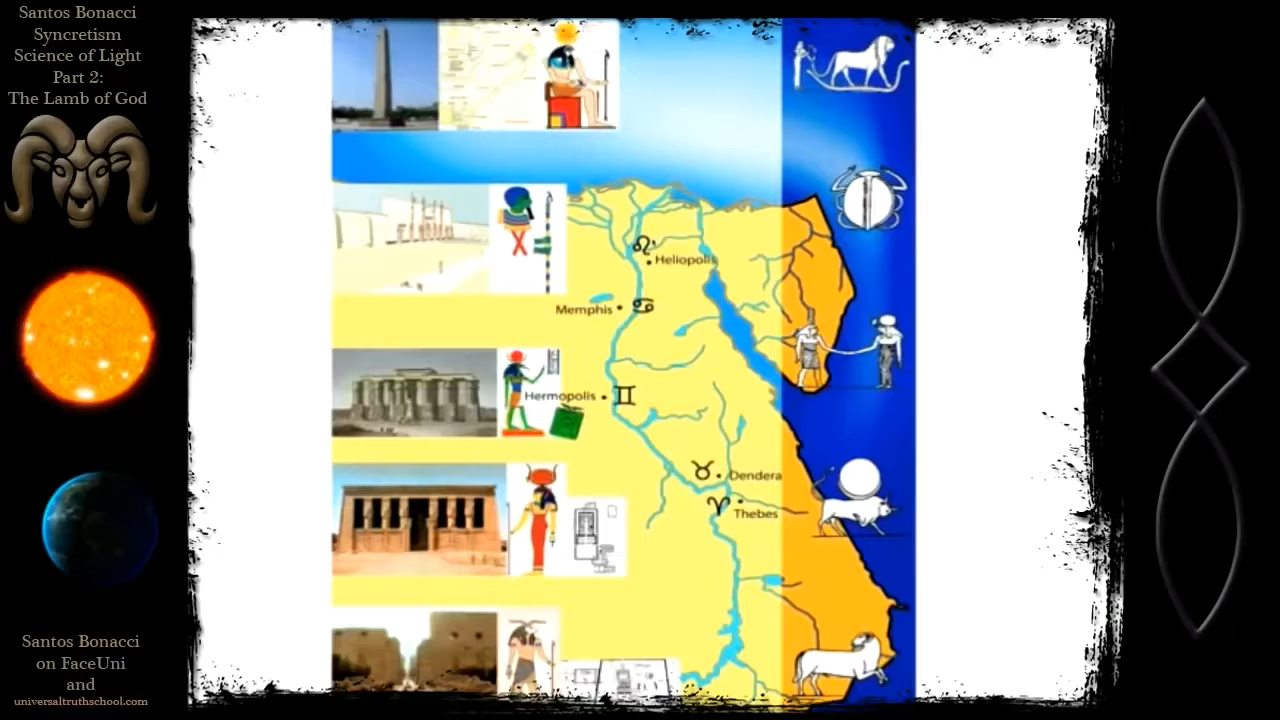 Santos Bonacci
Syncretism
Science of Light
Part 2:
The Lamb of God
Heliopolis
Memphis
Hermopolis
Dendera
Thebes
Santos Bonacci
on FaceUni
and
universaltruthschool.com